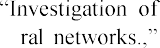 “Investigation of
ral networks.,”